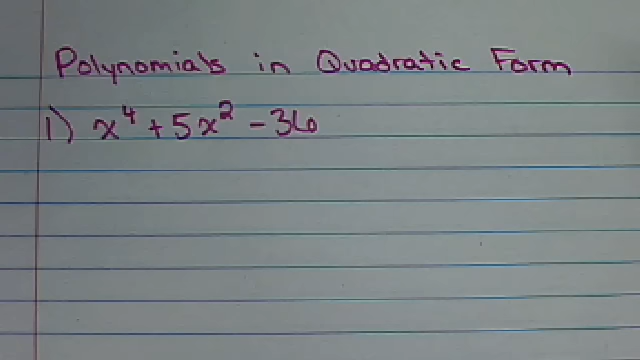 Polynomials in Quadratic Form
1) x⁴ + 5x² - 36